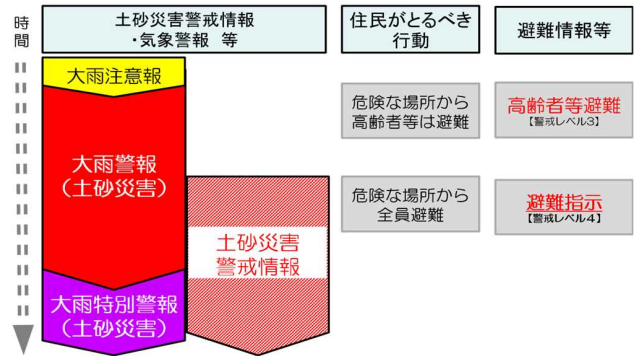 時間
土砂災害警戒情報
・気象警報 等
住民がとるべき
行動
避難情報等
大雨注意報
危険な場所から
高齢者等は避難
高齢者等避難
【警戒レベル3】
大雨警報
（土砂災害）
危険な場所から
全員避難
避難指示
【警戒レベル4】
土砂災害
警戒情報
大雨特別警報
（土砂災害）